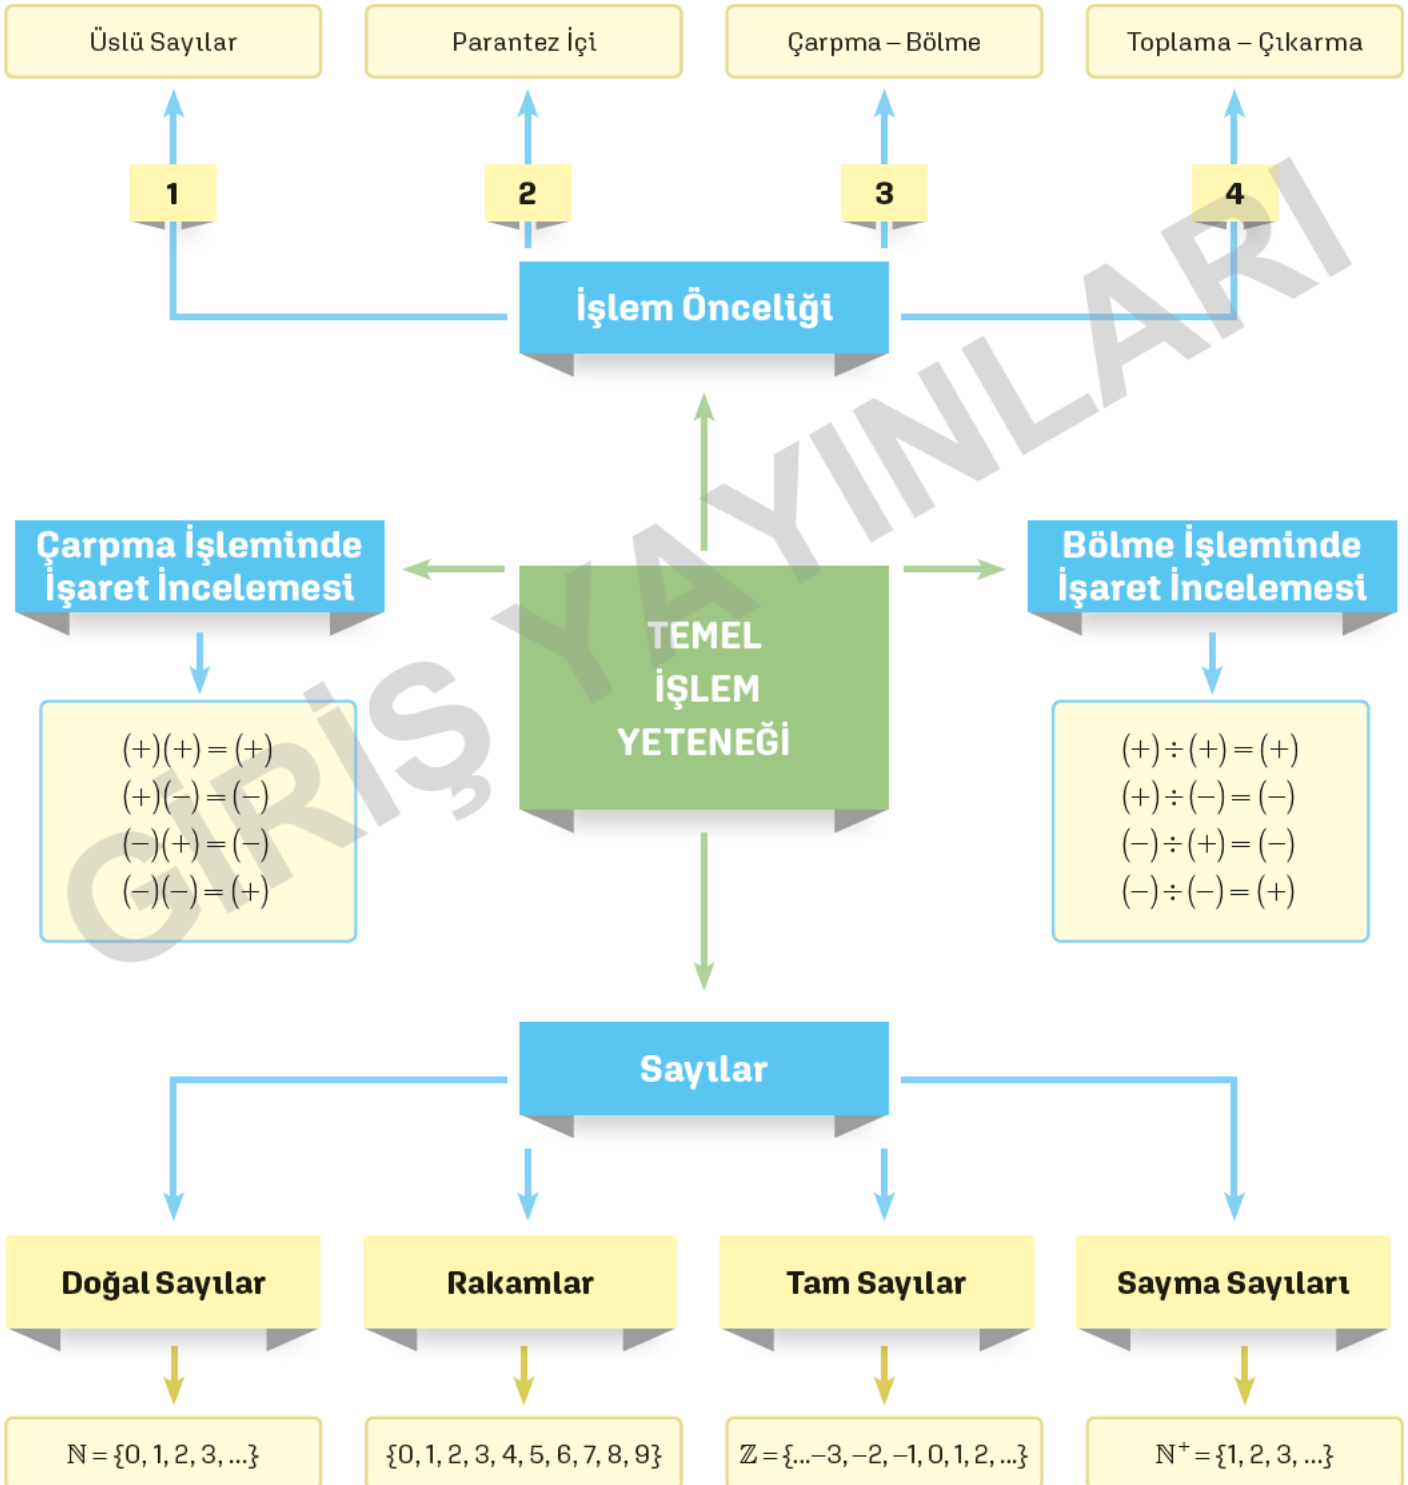 Üslü Sayılar
Parantez İçi
Çarpma – Bölme
Toplama – Çıkarma
1
2
3
4
İşlem Önceliği
Çarpma İşleminde
İşaret İncelemesi
Bölme İşleminde
İşaret İncelemesi
TEMEL
İŞLEM
YETENEĞİ
(+)(+) = (+)
(+)(−) = (−)
(−)(+) = (−)
(−)(−) = (+)
(+) ÷ (+) = (+)
(+) ÷ (−) = (−)
(−) ÷ (+) = (−)
(−) ÷ (−) = (+)
GİRİŞ YAYINLARI
Sayılar
Doğal Sayılar
Rakamlar
Tam Sayılar
Sayma Sayıları
ℕ = {0, 1, 2, 3, ...}
{0, 1, 2, 3, 4, 5, 6, 7, 8, 9}
ℤ = {...−3, −2, −1, 0, 1, 2, ...}
ℕ⁺ = {1, 2, 3, ...}